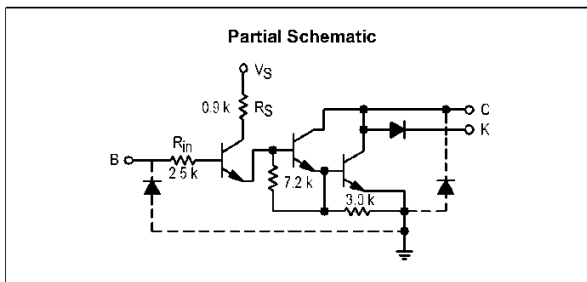 Partial Schematic
VS
0.9 k
RS
C
K
Rin
B
2.5 k
7.2 k
3.0 k